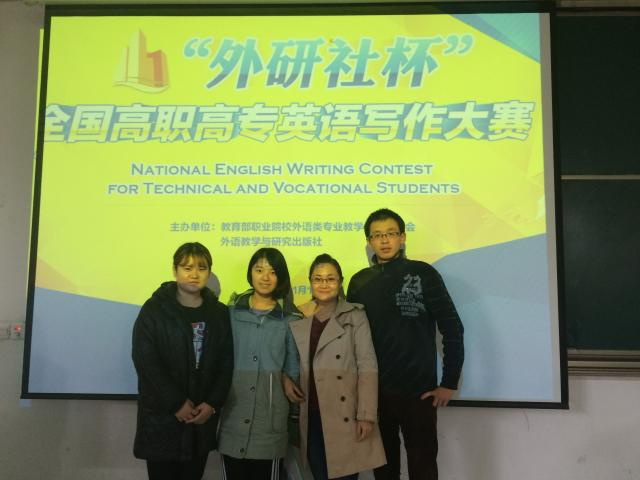 “外研社杯”
全国高职高专英语写作大赛
NATIONAL ENGLISH WRITING CONTEST
FOR TECHNICAL AND VOCATIONAL STUDENTS
主办单位：教育部职业院校外语类专业教学
会
外语教学与研究出版社
23